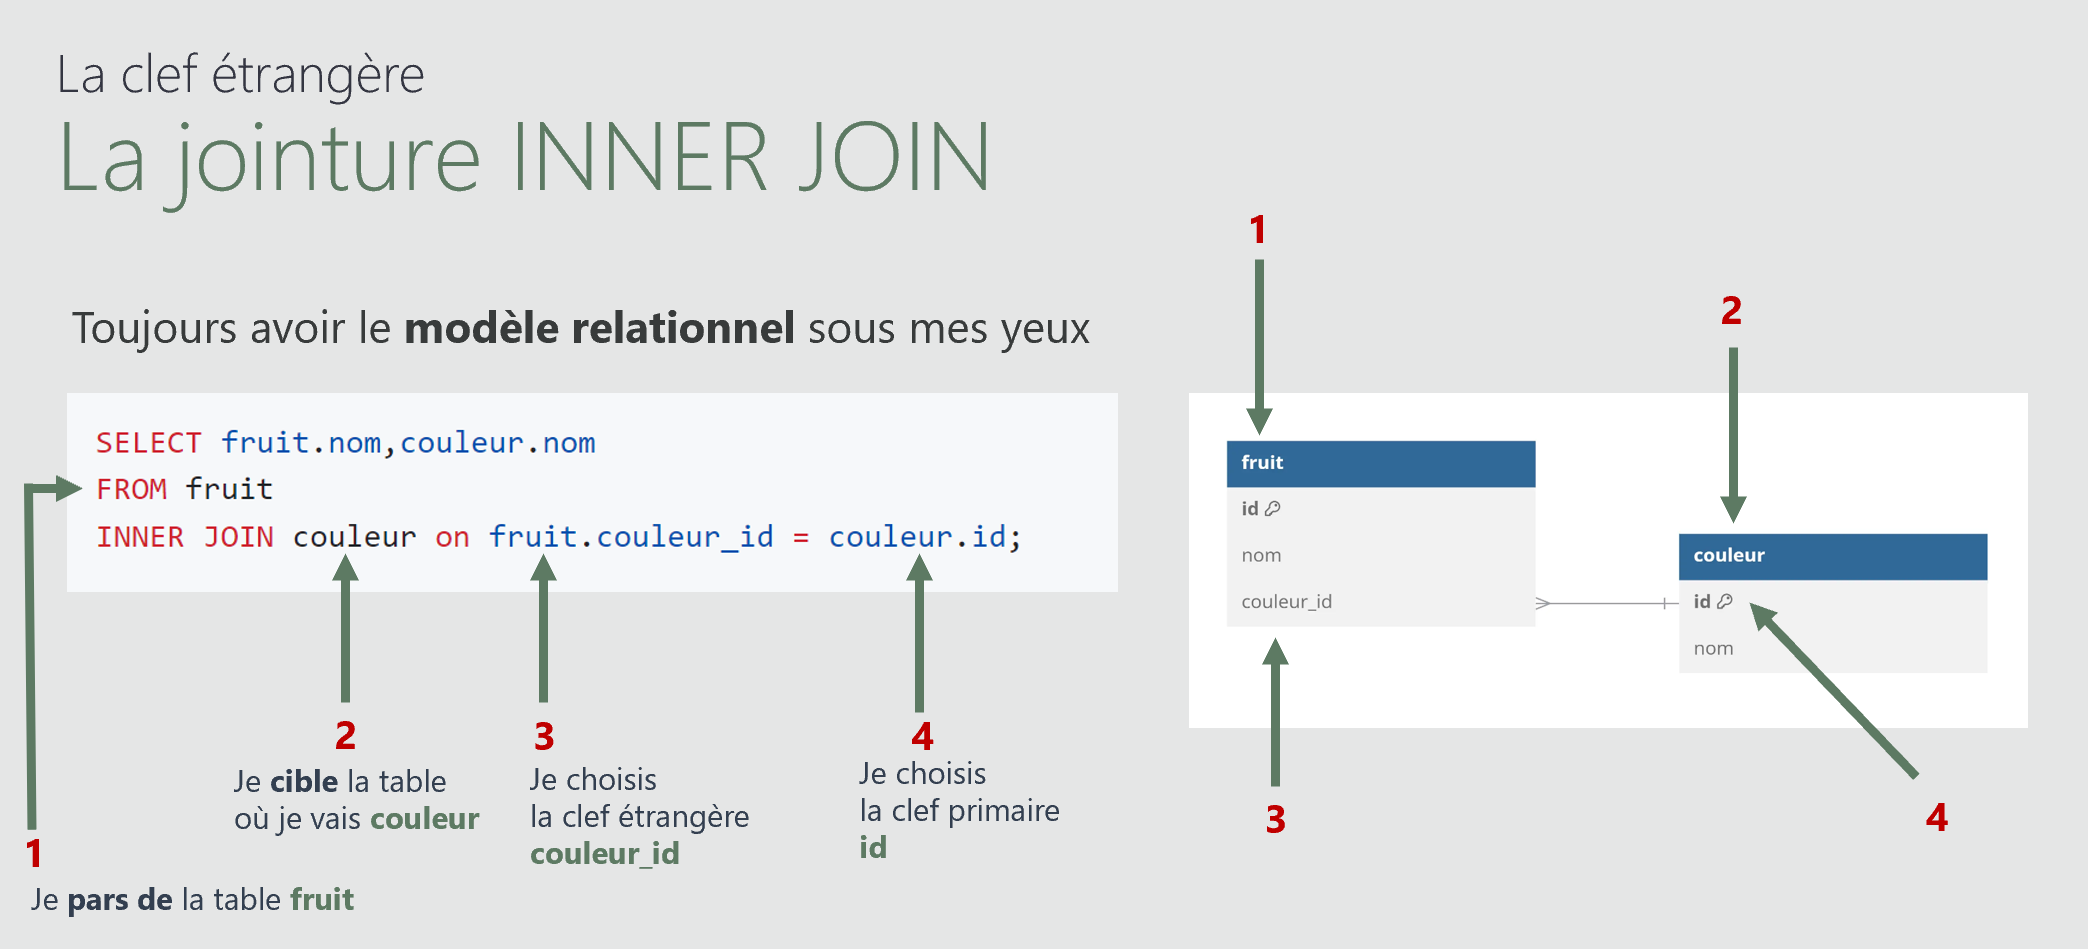 La clef étrangère
La jointure INNER JOIN
Toujours avoir le modèle relationnel sous mes yeux
SELECT fruit.nom,couleur.nom
FROM fruit
INNER JOIN couleur on fruit.couleur_id = couleur.id;
2
Je cible la table
où je vais couleur
3
Je choisis
la clef étrangère
couleur_id
4
Je choisis
la clef primaire
id
1
Je pars de la table fruit
1
2
fruit
id
nom
couleur_id
couleur
id
nom
3
4